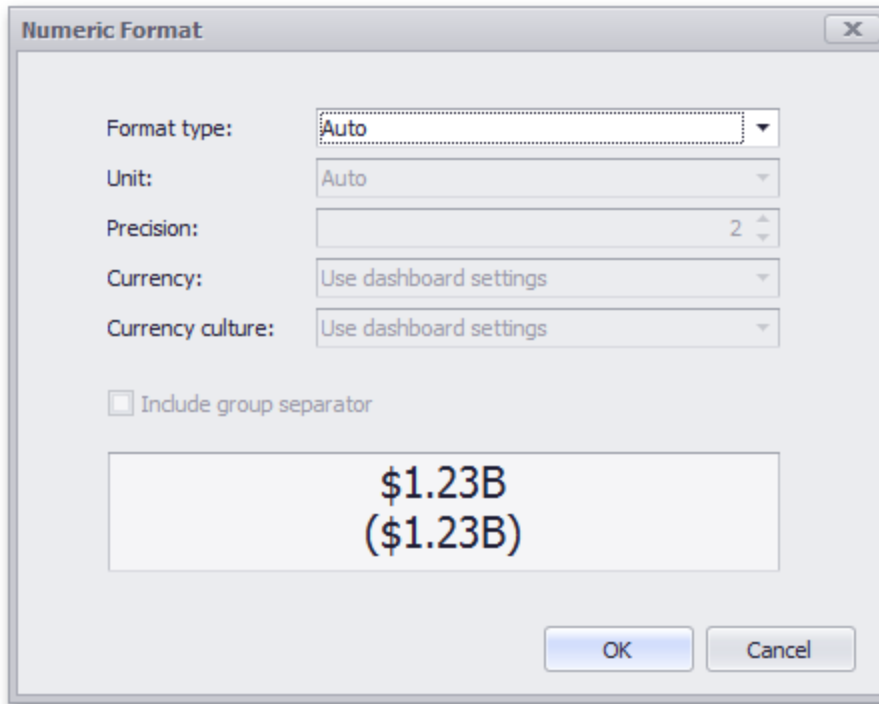 Numeric Format
Format type: Auto
Unit: Auto
Precision: 2
Currency: Use dashboard settings
Currency culture: Use dashboard settings
Include group separator
$1.23B
($1.23B)
OK Cancel